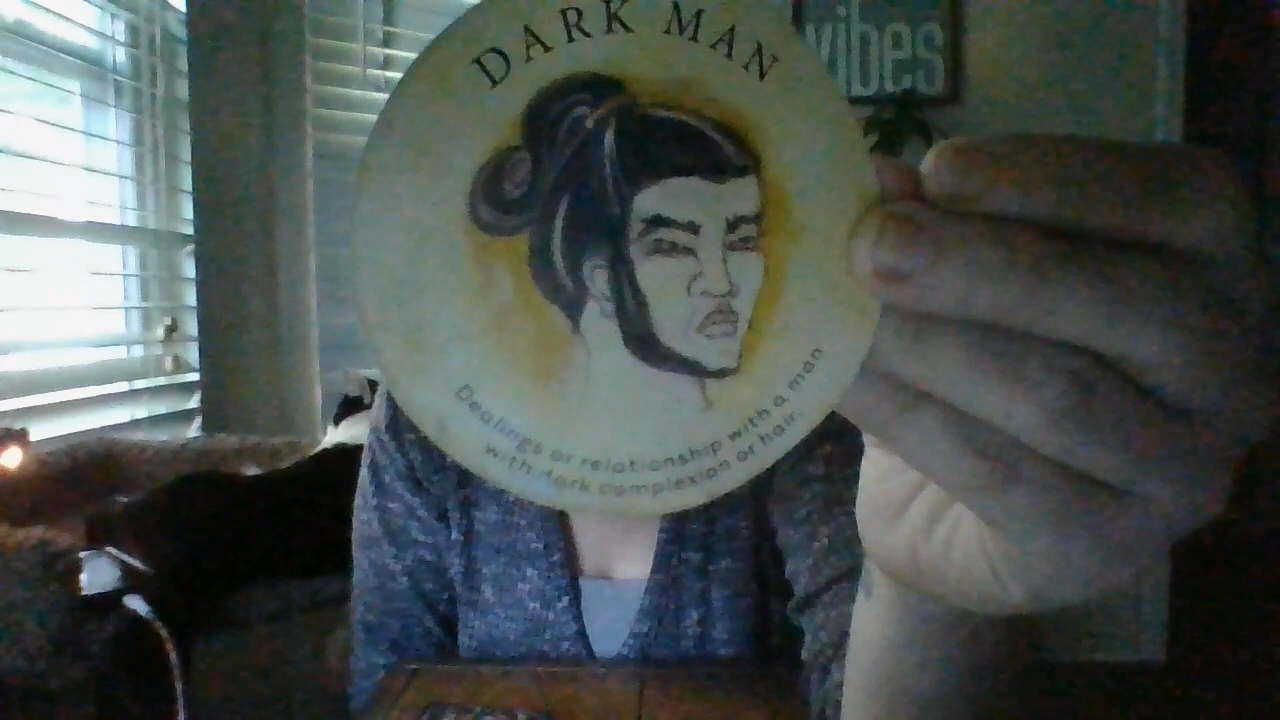 DARK MAN
vibes
Dealings or relationship with a man
with dark complexion or hair